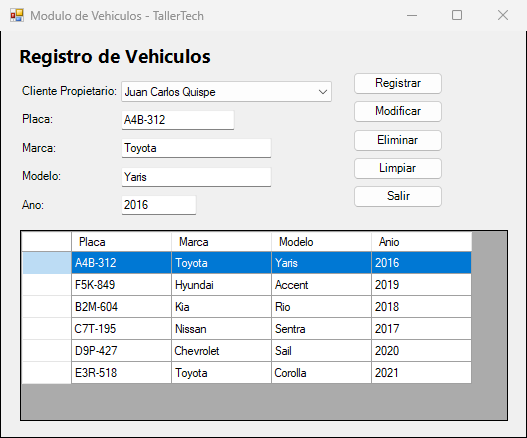 Modulo de Vehiculos - TallerTech
Registro de Vehiculos
Cliente Propietario: Juan Carlos Quispe
Placa: A4B-312
Marca: Toyota
Modelo: Yaris
Ano: 2016
Registrar
Modificar
Eliminar
Limpiar
Salir
Placa Marca Modelo Anio
A4B-312 Toyota Yaris 2016
F5K-849 Hyundai Accent 2019
B2M-604 Kia Rio 2018
C7T-195 Nissan Sentra 2017
D9P-427 Chevrolet Sail 2020
E3R-518 Toyota Corolla 2021